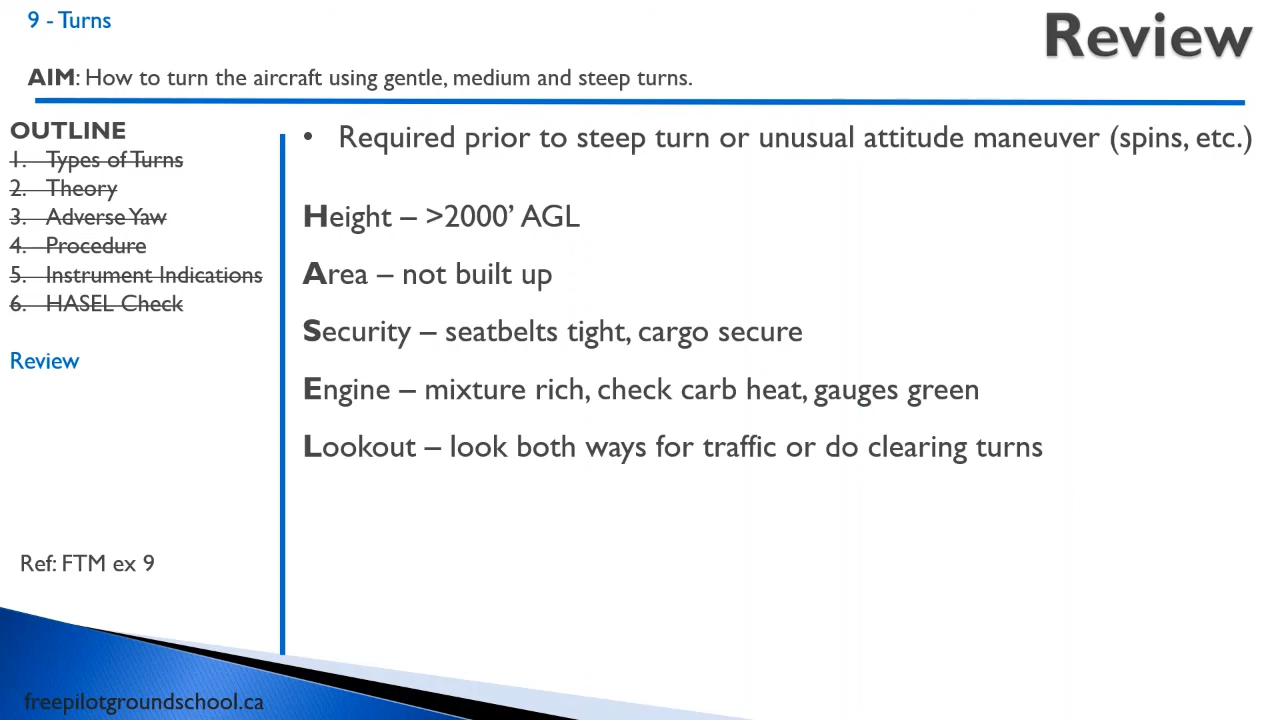 9 - Turns
Review
AIM: How to turn the aircraft using gentle, medium and steep turns.
OUTLINE
1. Types of Turns
2. Theory
3. Adverse Yaw
4. Procedure
5. Instrument Indications
6. HASEL Check
Review
Ref: FTM ex 9
• Required prior to steep turn or unusual attitude maneuver (spins, etc.)
Height – >2000’ AGL
Area – not built up
Security – seatbelts tight, cargo secure
Engine – mixture rich, check carb heat, gauges green
Lookout – look both ways for traffic or do clearing turns
freepilotgroundschool.ca